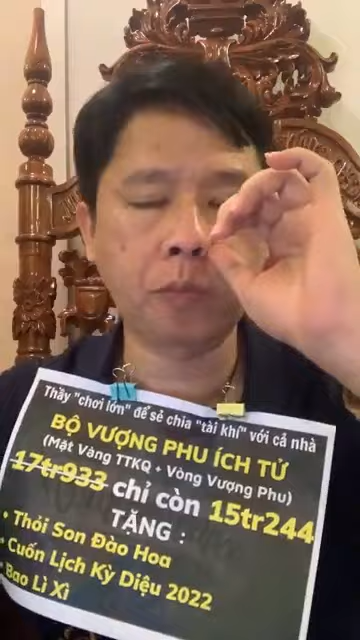 Thầy "chơi lớn" để sẻ chia "tài khí" với cả nhà
BỘ VƯỢNG PHU ÍCH TỬ
(Mặt Vàng TTKQ + Vòng Vượng Phu)
17tr933 chỉ còn 15tr244
TẶNG :
• Thỏi Son Đào Hoa
• Cuốn Lịch Kỳ Diệu 2022
• Bao Lì Xì